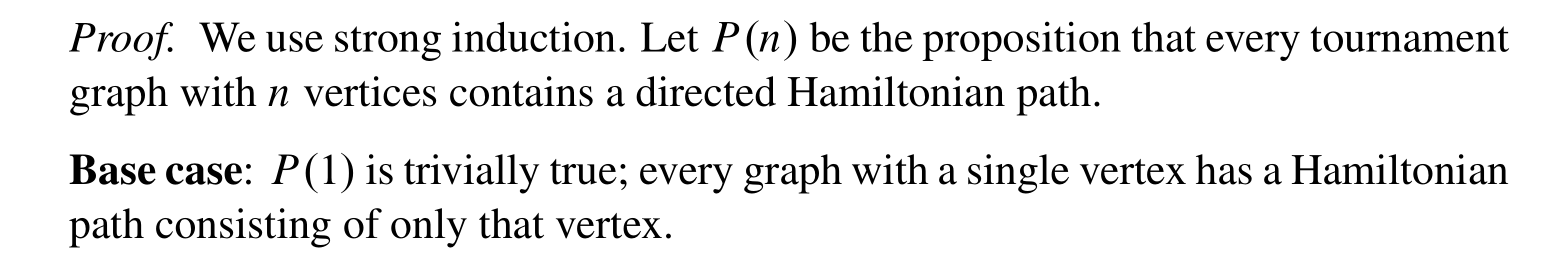 Proof. We use strong induction. Let P(n) be the proposition that every tournament
graph with n vertices contains a directed Hamiltonian path.
Base case: P(1) is trivially true; every graph with a single vertex has a Hamiltonian
path consisting of only that vertex.